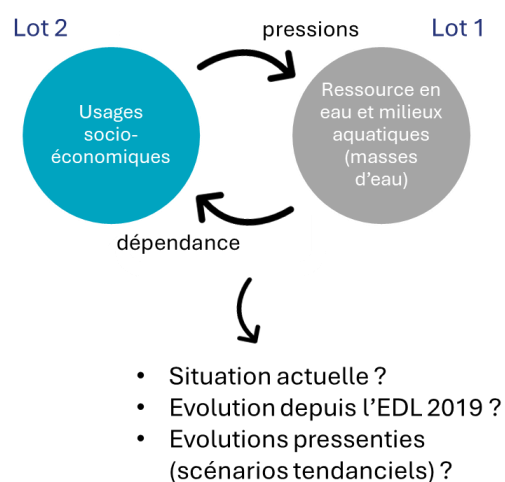 Lot 2
pressions
Lot 1
Usages
socio-
économiques
Ressource en
eau et milieux
aquatiques
(masses
d'eau)
dépendance
• Situation actuelle ?
• Evolution depuis l'EDL 2019 ?
• Evolutions pressenties
(scénarios tendanciels) ?